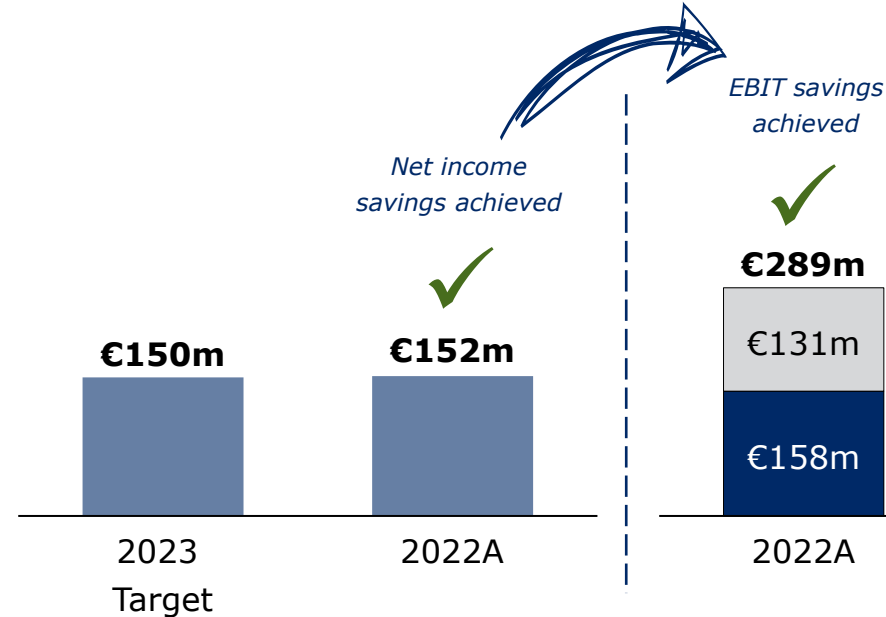 Net income
savings achieved
€150m
€152m
2023
Target
2022A
EBIT savings
achieved
€289m
€131m
€158m
2022A